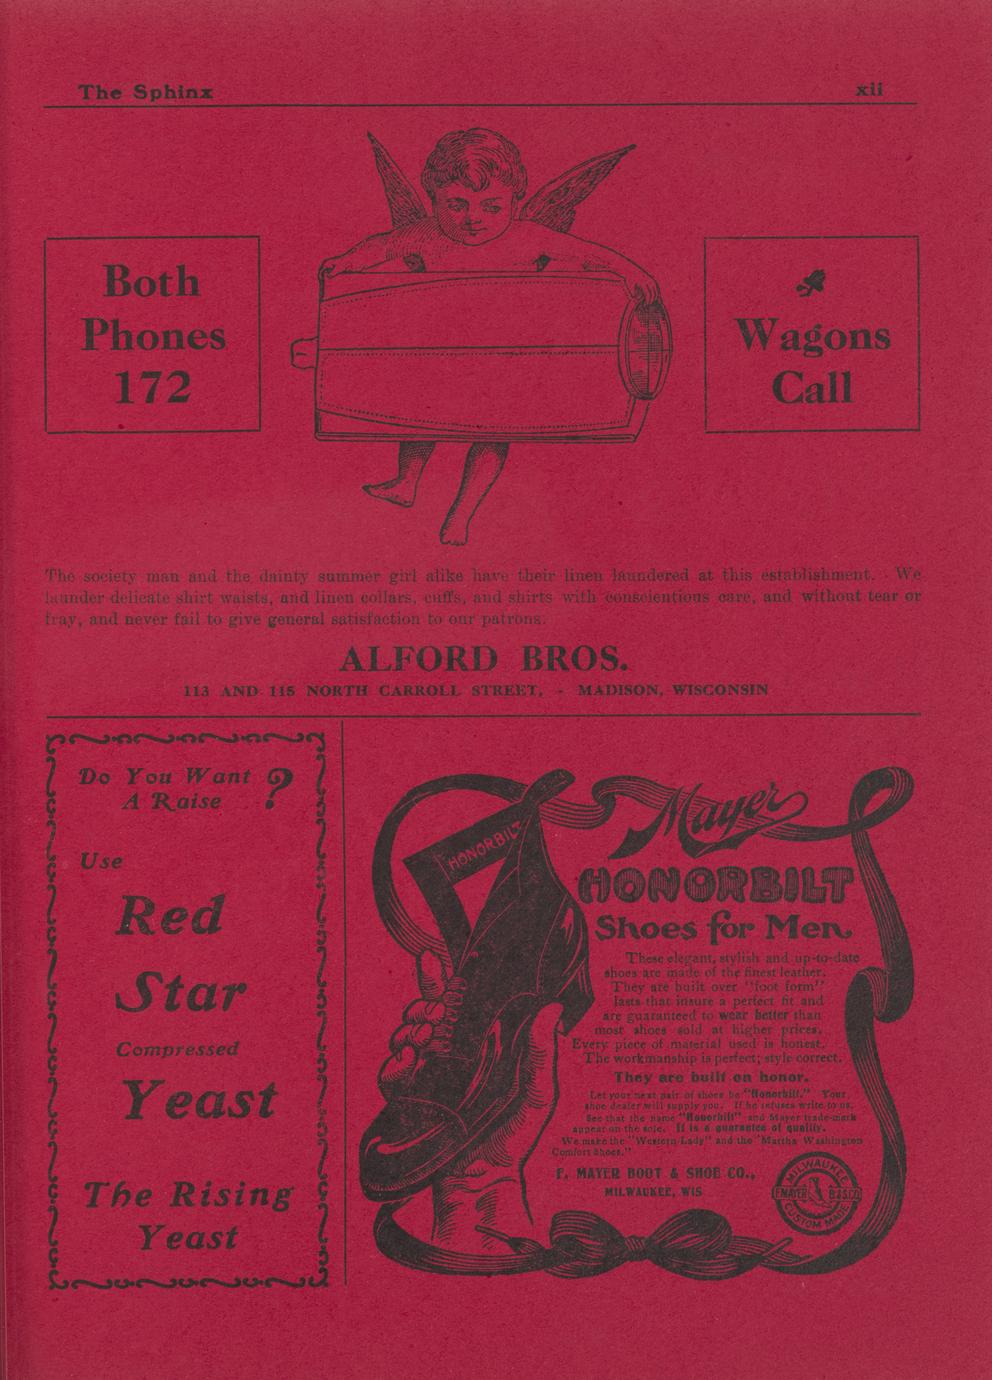 The Sphinx
xii
Both
Phones
172
Wagons
Call
The society man and the dainty summer girl alike have their linen laundered at this establishment. We
launder delicate shirt waists, and linen collars, cuffs, and shirts with conscientious care, and without tear or
fray, and never fail to give general satisfaction to our patrons.
ALFORD BROS.
113 AND 115 NORTH CARROLL STREET, - MADISON, WISCONSIN
Do You Want
A Raise ?
Use
Red
Star
Compressed
Yeast
The Rising
Yeast
HONORBILT
Mayer
HONORBILT
Shoes for Men
These elegant, stylish and up-to-date
shoes are made of the finest leather.
They are built over "foot form"
lasts that insure a perfect fit and
are guaranteed to wear better than
most shoes sold at higher prices.
Every piece of material used is honest.
The workmanship is perfect; style correct.
They are built on honor.
Let your next pair of shoes be "Honorbilt." Your
shoe dealer will supply you. If he refuses write to us.
See that the name "Honorbilt" and Mayer trade-mark
appear on the sole. It is a guarantee of quality.
We make the "Western Lady" and the "Martha Washington
Comfort Shoes."
F. MAYER BOOT & SHOE CO.,
MILWAUKEE, WIS
MILWAUKEE
F. MAYER B. & S. CO.
CUSTOM MADE